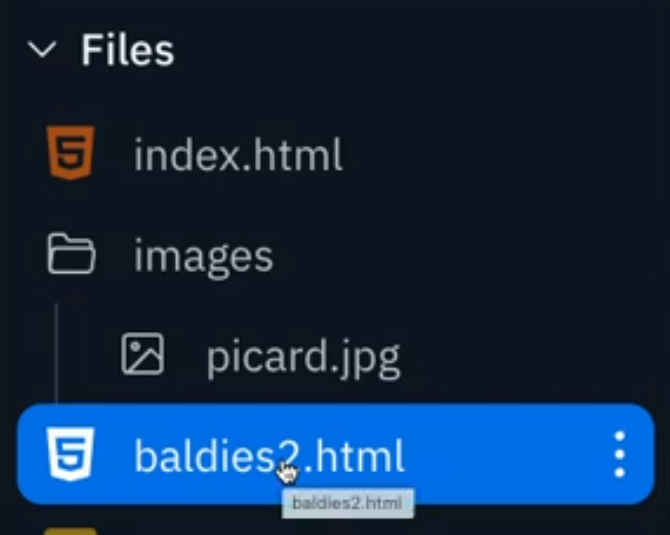 Files
index.html
images
picard.jpg
baldies2.html
baldies2.html